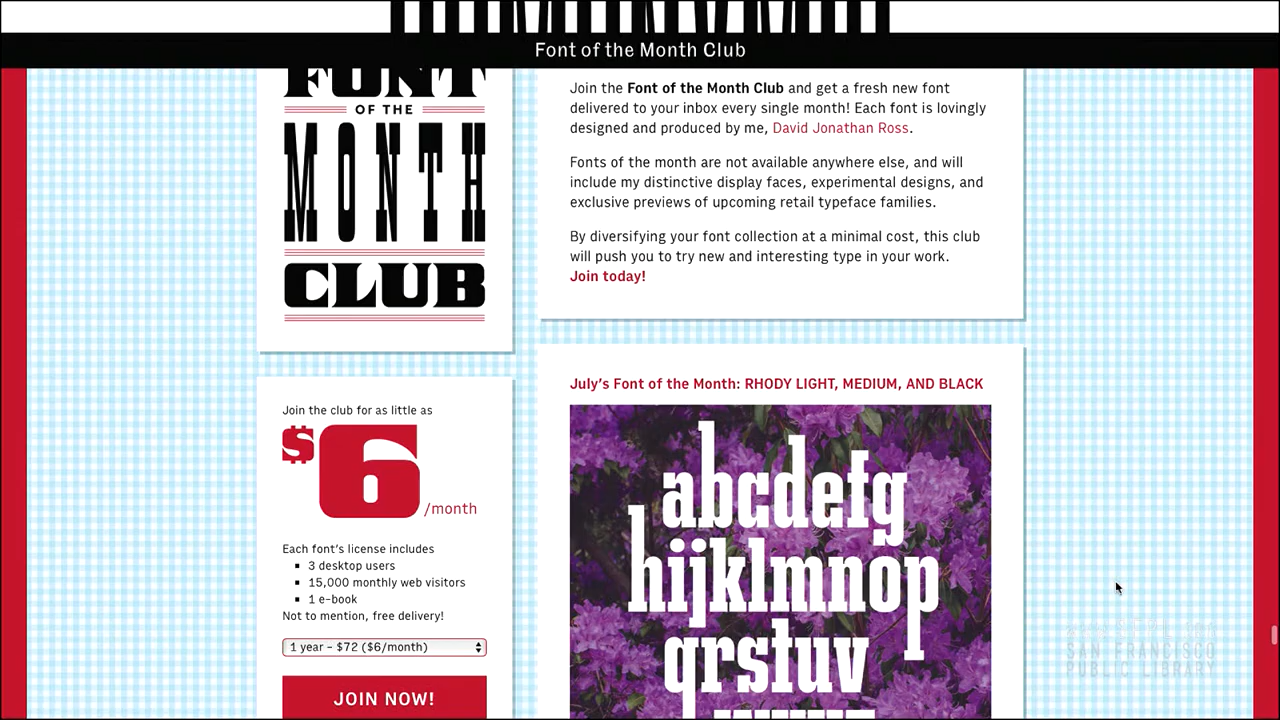 Font of the Month Club
FONT
OF THE
MONTH
CLUB
Join the Font of the Month Club and get a fresh new font
delivered to your inbox every single month! Each font is lovingly
designed and produced by me, David Jonathan Ross.
Fonts of the month are not available anywhere else, and will
include my distinctive display faces, experimental designs, and
exclusive previews of upcoming retail typeface families.
By diversifying your font collection at a minimal cost, this club
will push you to try new and interesting type in your work.
Join today!
Join the club for as little as
$6/month
Each font's license includes
▪ 3 desktop users
▪ 15,000 monthly web visitors
▪ 1 e-book
Not to mention, free delivery!
1 year – $72 ($6/month)
JOIN NOW!
July's Font of the Month: RHODY LIGHT, MEDIUM, AND BLACK
abcdefg
hijklmnop
qrstuv
SAN FRANCISCO
PUBLIC LIBRARY